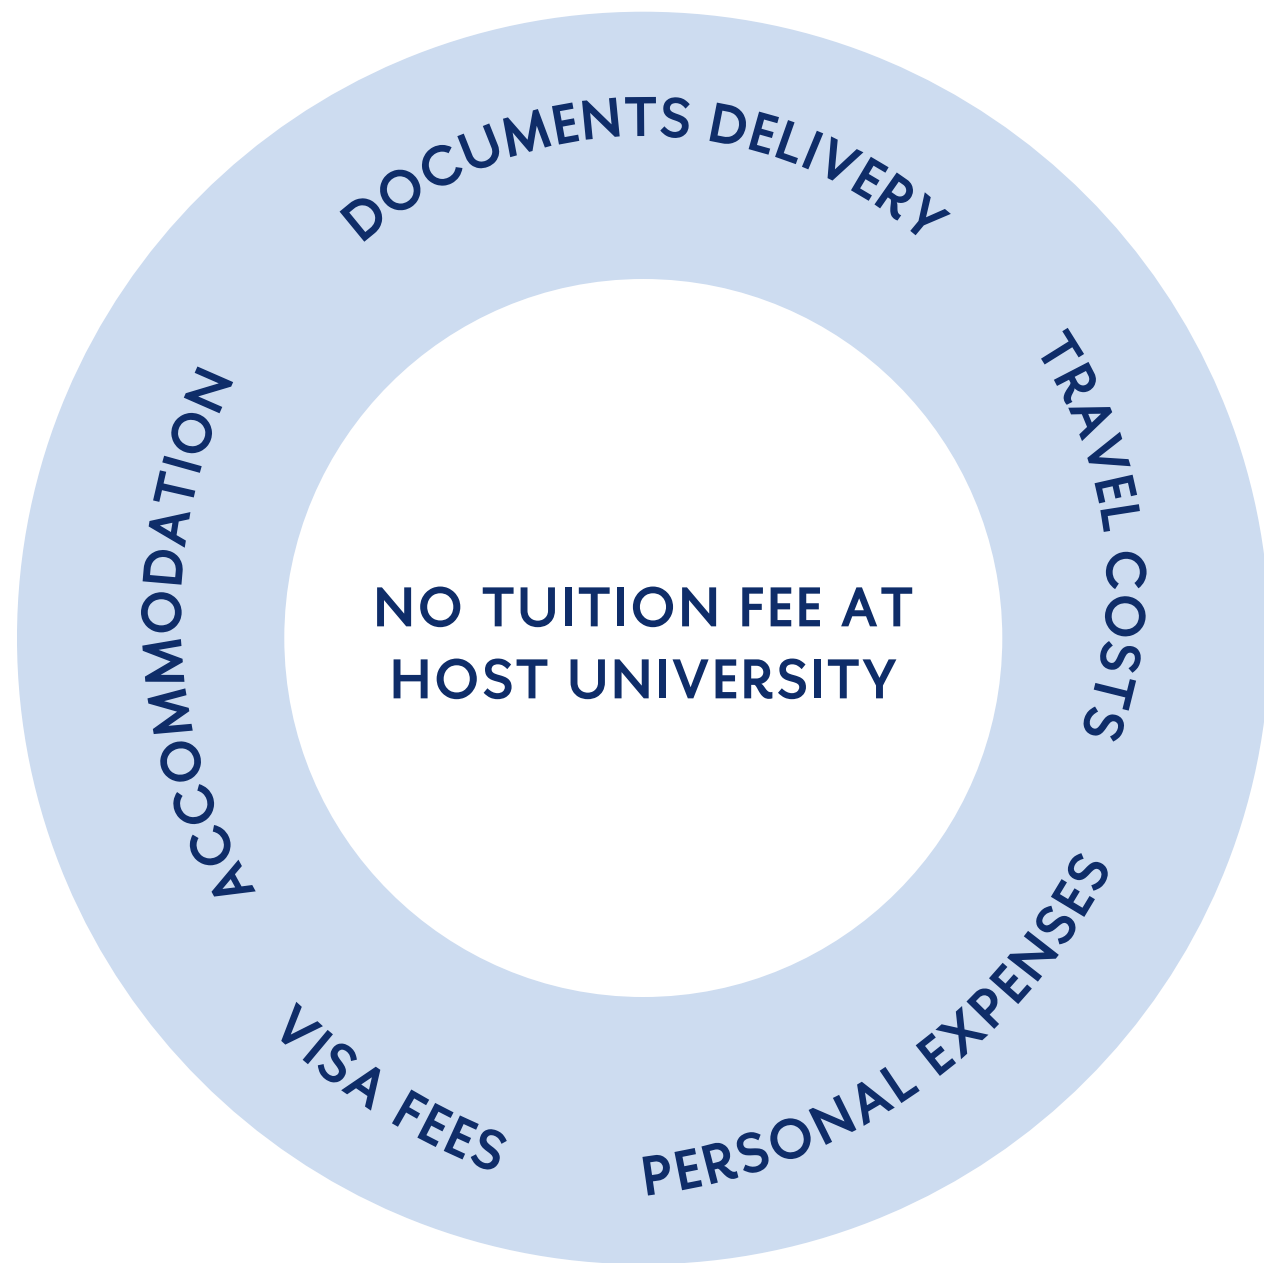 DOCUMENTS DELIVERY
TRAVEL COSTS
PERSONAL EXPENSES
VISA FEES
ACCOMMODATION
NO TUITION FEE AT
HOST UNIVERSITY